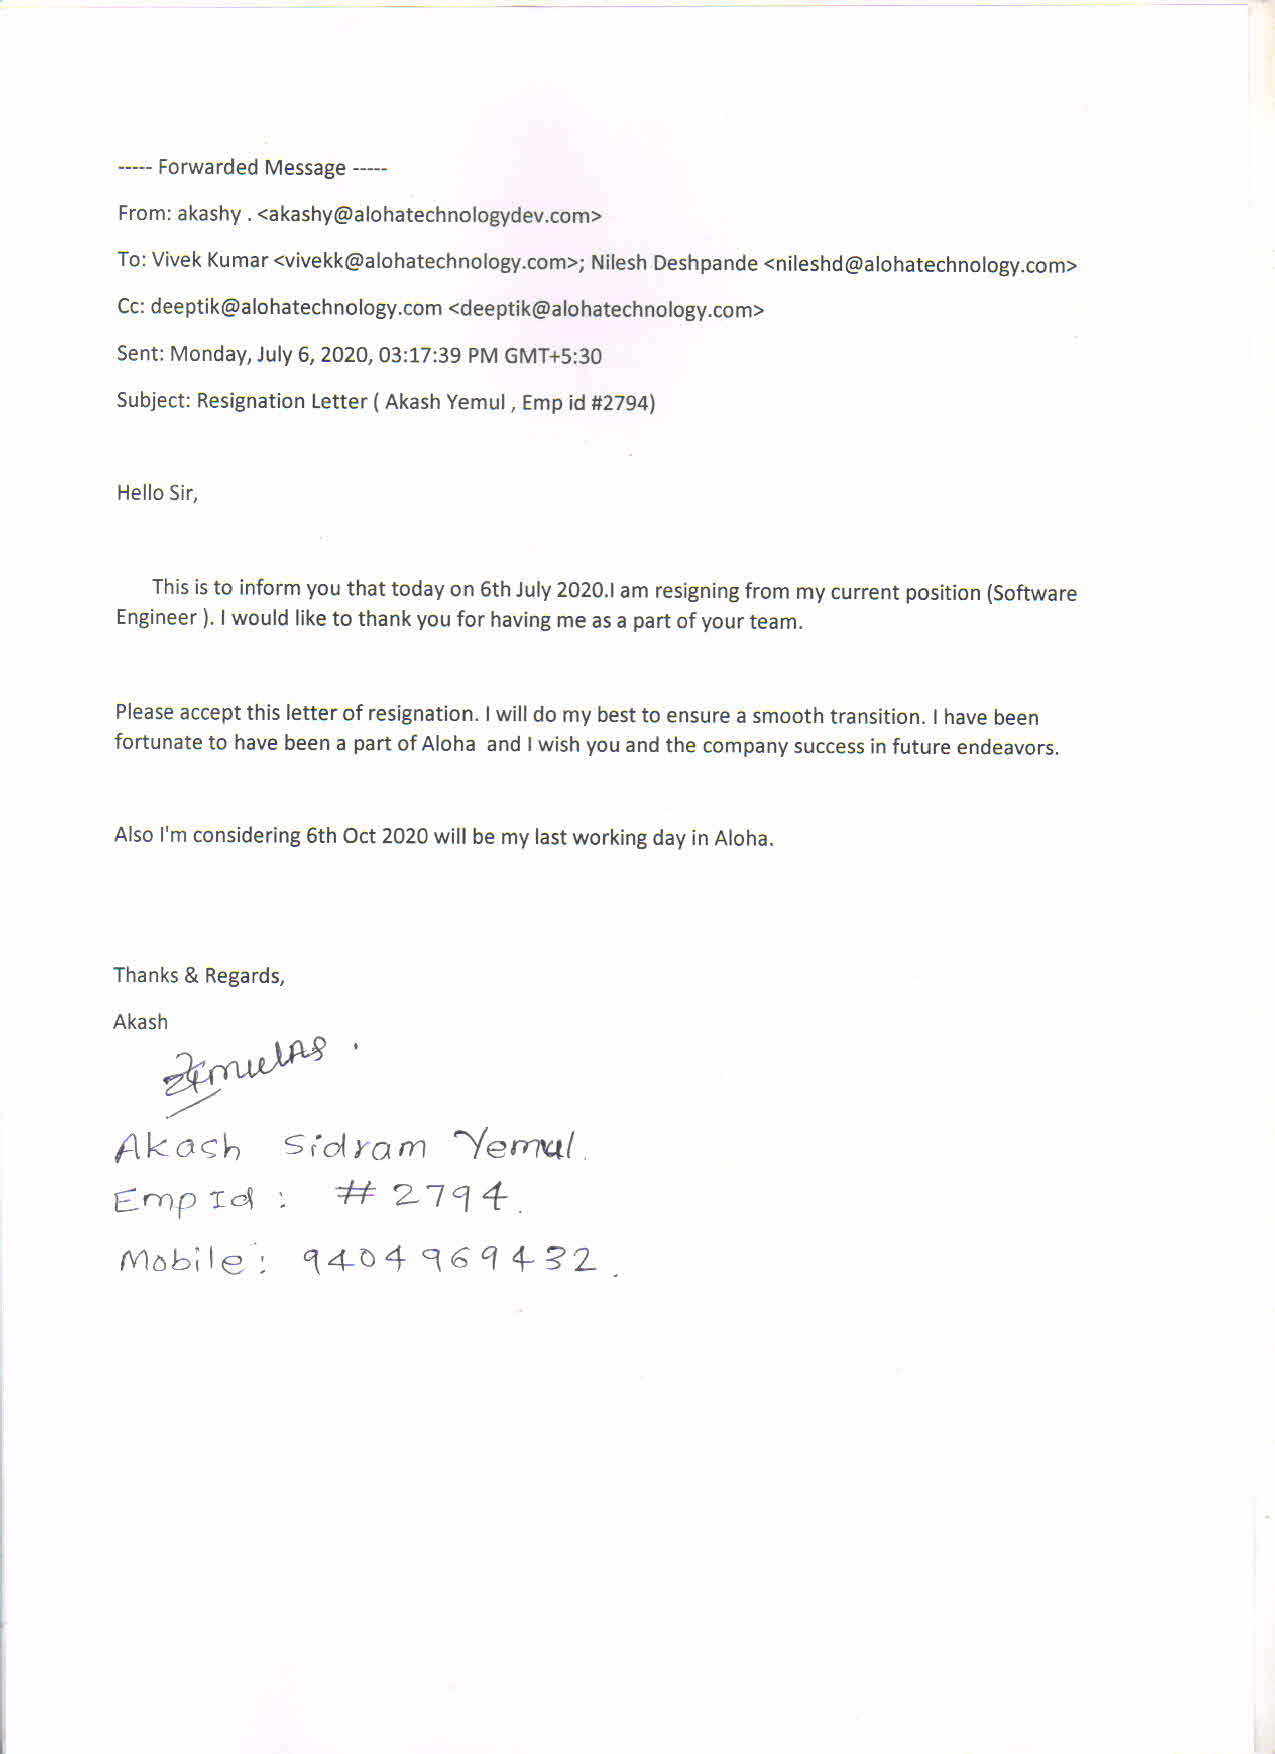 ----- Forwarded Message -----
From: akashy . <akashy@alohatechnologydev.com>
To: Vivek Kumar <vivekk@alohatechnology.com>; Nilesh Deshpande <nileshd@alohatechnology.com>
Cc: deeptik@alohatechnology.com <deeptik@alohatechnology.com>
Sent: Monday, July 6, 2020, 03:17:39 PM GMT+5:30
Subject: Resignation Letter ( Akash Yemul , Emp id #2794)
Hello Sir,
This is to inform you that today on 6th July 2020.I am resigning from my current position (Software
Engineer ). I would like to thank you for having me as a part of your team.
Please accept this letter of resignation. I will do my best to ensure a smooth transition. I have been
fortunate to have been a part of Aloha and I wish you and the company success in future endeavors.
Also I'm considering 6th Oct 2020 will be my last working day in Aloha.
Thanks & Regards,
Akash
Akash Sidram Yemul.
Emp Id : # 2794.
Mobile : 9404969432.